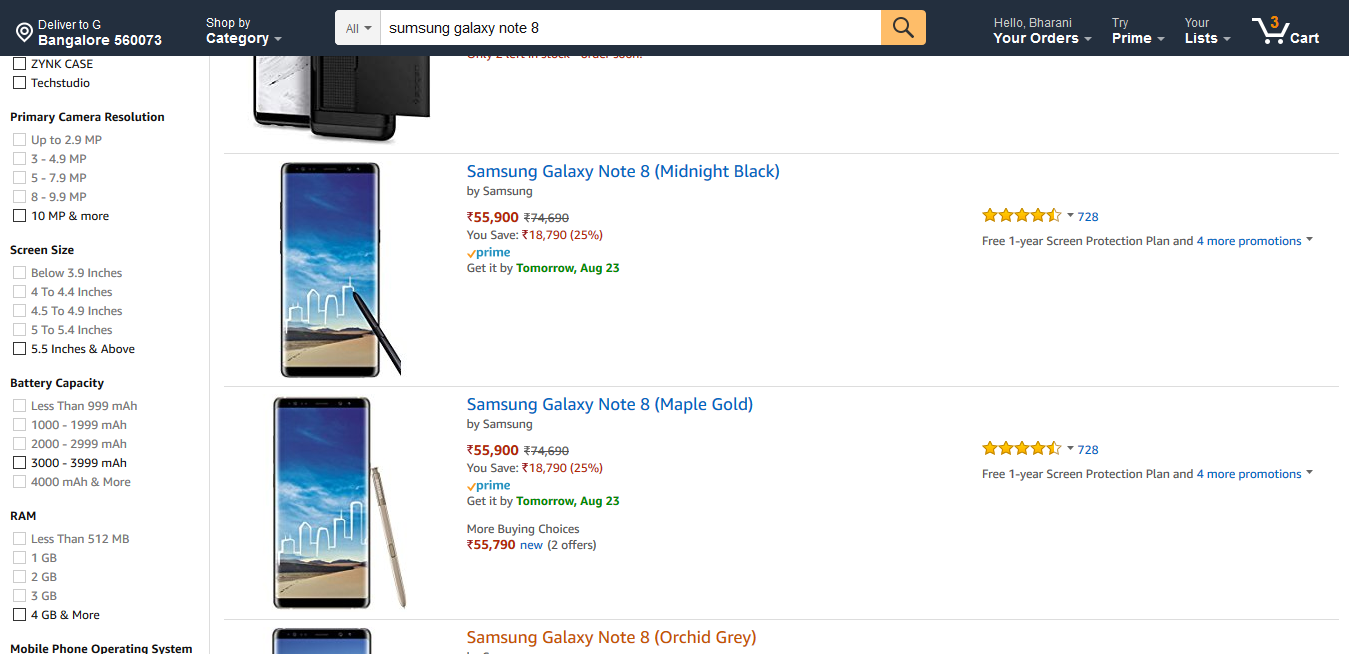 Deliver to G
Bangalore 560073
Shop by
Category
All
sumsung galaxy note 8
Hello, Bharani
Your Orders
Try
Prime
Your
Lists
3
Cart
ZYNK CASE
Techstudio
Primary Camera Resolution
Up to 2.9 MP
3 - 4.9 MP
5 - 7.9 MP
8 - 9.9 MP
10 MP & more
Screen Size
Below 3.9 Inches
4 To 4.4 Inches
4.5 To 4.9 Inches
5 To 5.4 Inches
5.5 Inches & Above
Battery Capacity
Less Than 999 mAh
1000 - 1999 mAh
2000 - 2999 mAh
3000 - 3999 mAh
4000 mAh & More
RAM
Less Than 512 MB
1 GB
2 GB
3 GB
4 GB & More
Mobile Phone Operating System
Only 2 left in stock - order soon.
spigen
Samsung Galaxy Note 8 (Midnight Black)
by Samsung
₹55,900 ₹74,690
You Save: ₹18,790 (25%)
prime
Get it by Tomorrow, Aug 23
728
Free 1-year Screen Protection Plan and 4 more promotions
Samsung Galaxy Note 8 (Maple Gold)
by Samsung
₹55,900 ₹74,690
You Save: ₹18,790 (25%)
prime
Get it by Tomorrow, Aug 23
More Buying Choices
₹55,790 new (2 offers)
728
Free 1-year Screen Protection Plan and 4 more promotions
Samsung Galaxy Note 8 (Orchid Grey)